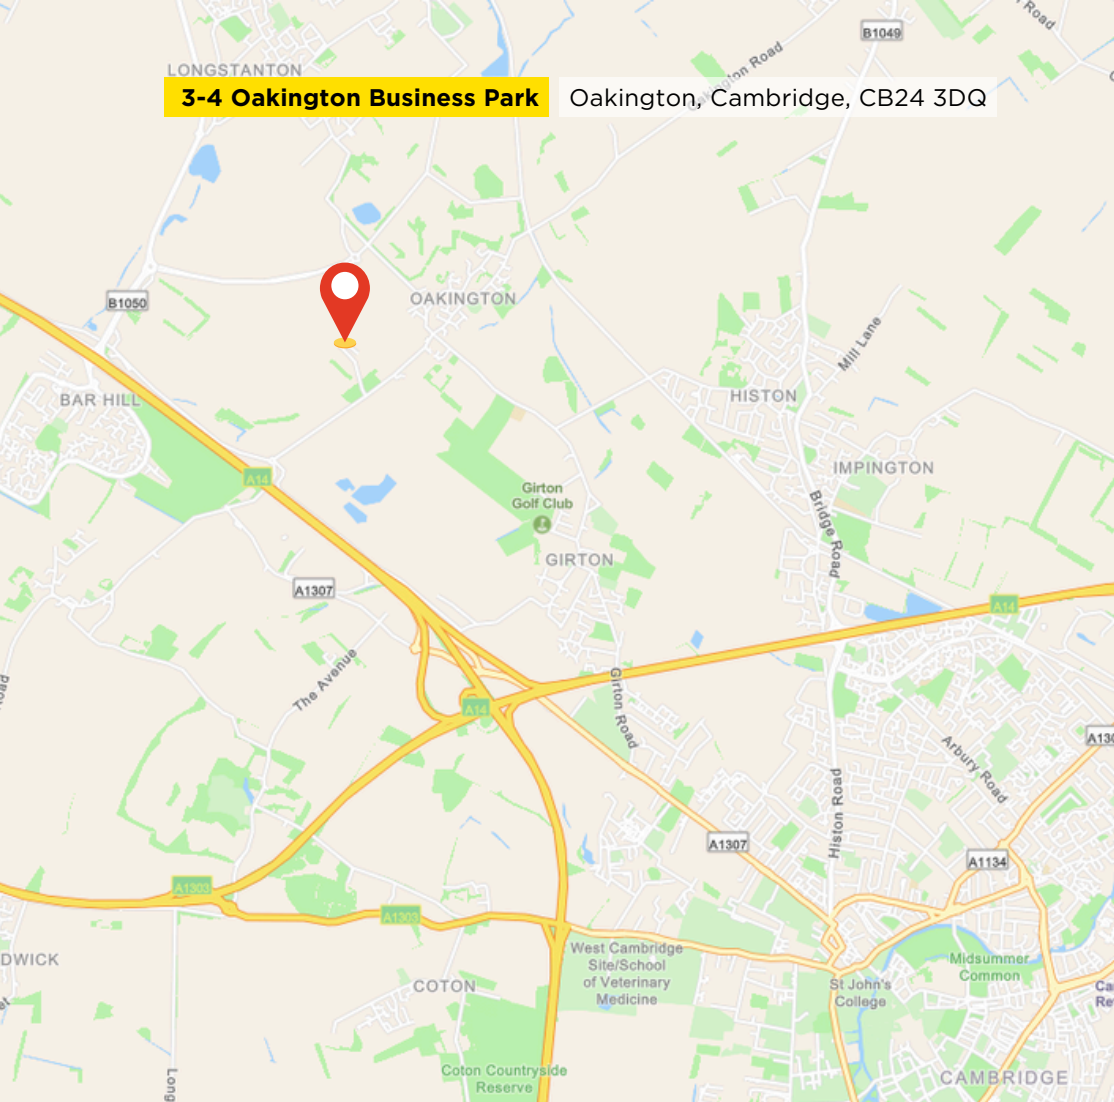 B1049
LONGSTANTON
3-4 Oakington Business Park
Oakington, Cambridge, CB24 3DQ
B1050
OAKINGTON
Mill Lane
BAR HILL
HISTON
IMPINGTON
A14
Girton
Golf Club
Bridge Road
GIRTON
A1307
A14
The Avenue
Girton Road
A14
Arbury Road
Histon Road
A1307
A1134
A1303
A1303
West Cambridge
Site/School
of Veterinary
Medicine
Midsummer
Common
DWICK
COTON
St John's
College
Coton Countryside
Reserve
Long
CAMBRIDGE